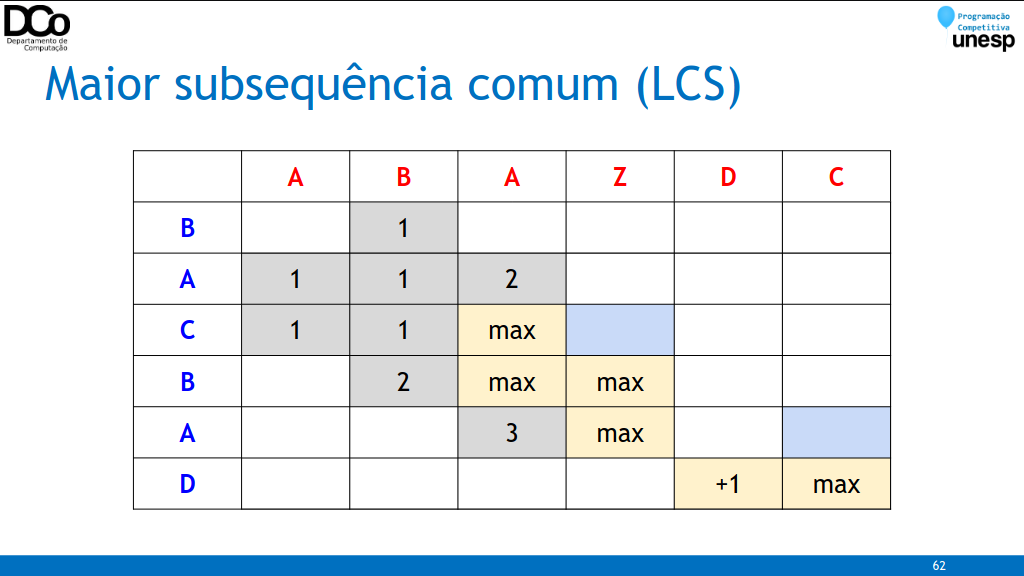 DCo
Departamento de
Computação
Programação
Competitiva
unesp
Maior subsequência comum (LCS)
A B A Z D C
B 1
A 1 1 2
C 1 1 max
B 2 max max
A 3 max
D +1 max
62